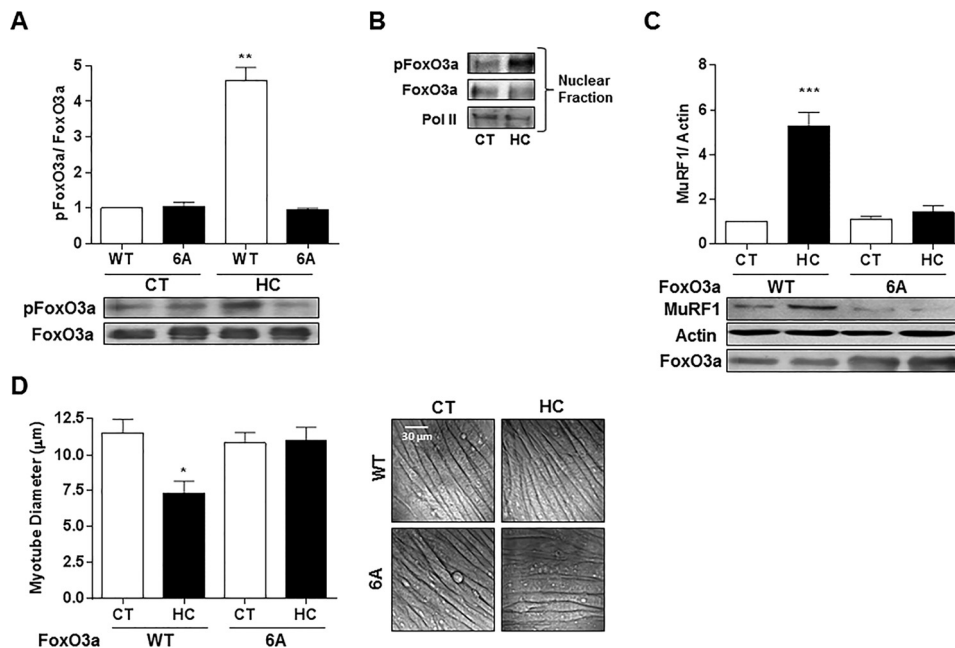 A
pFoxO3a/ FoxO3a
5
4
3
2
1
0
**
WT 6A WT 6A
CT HC
pFoxO3a
FoxO3a
B
pFoxO3a
FoxO3a
Pol II
CT HC
Nuclear
Fraction
C
MuRF1/ Actin
8
6
4
2
0
***
CT HC CT HC
FoxO3a WT 6A
MuRF1
Actin
FoxO3a
D
Myotube Diameter (μm)
12.5
10.0
7.5
5.0
2.5
0.0
*
CT HC CT HC
FoxO3a WT 6A
CT HC
WT
30 μm
6A